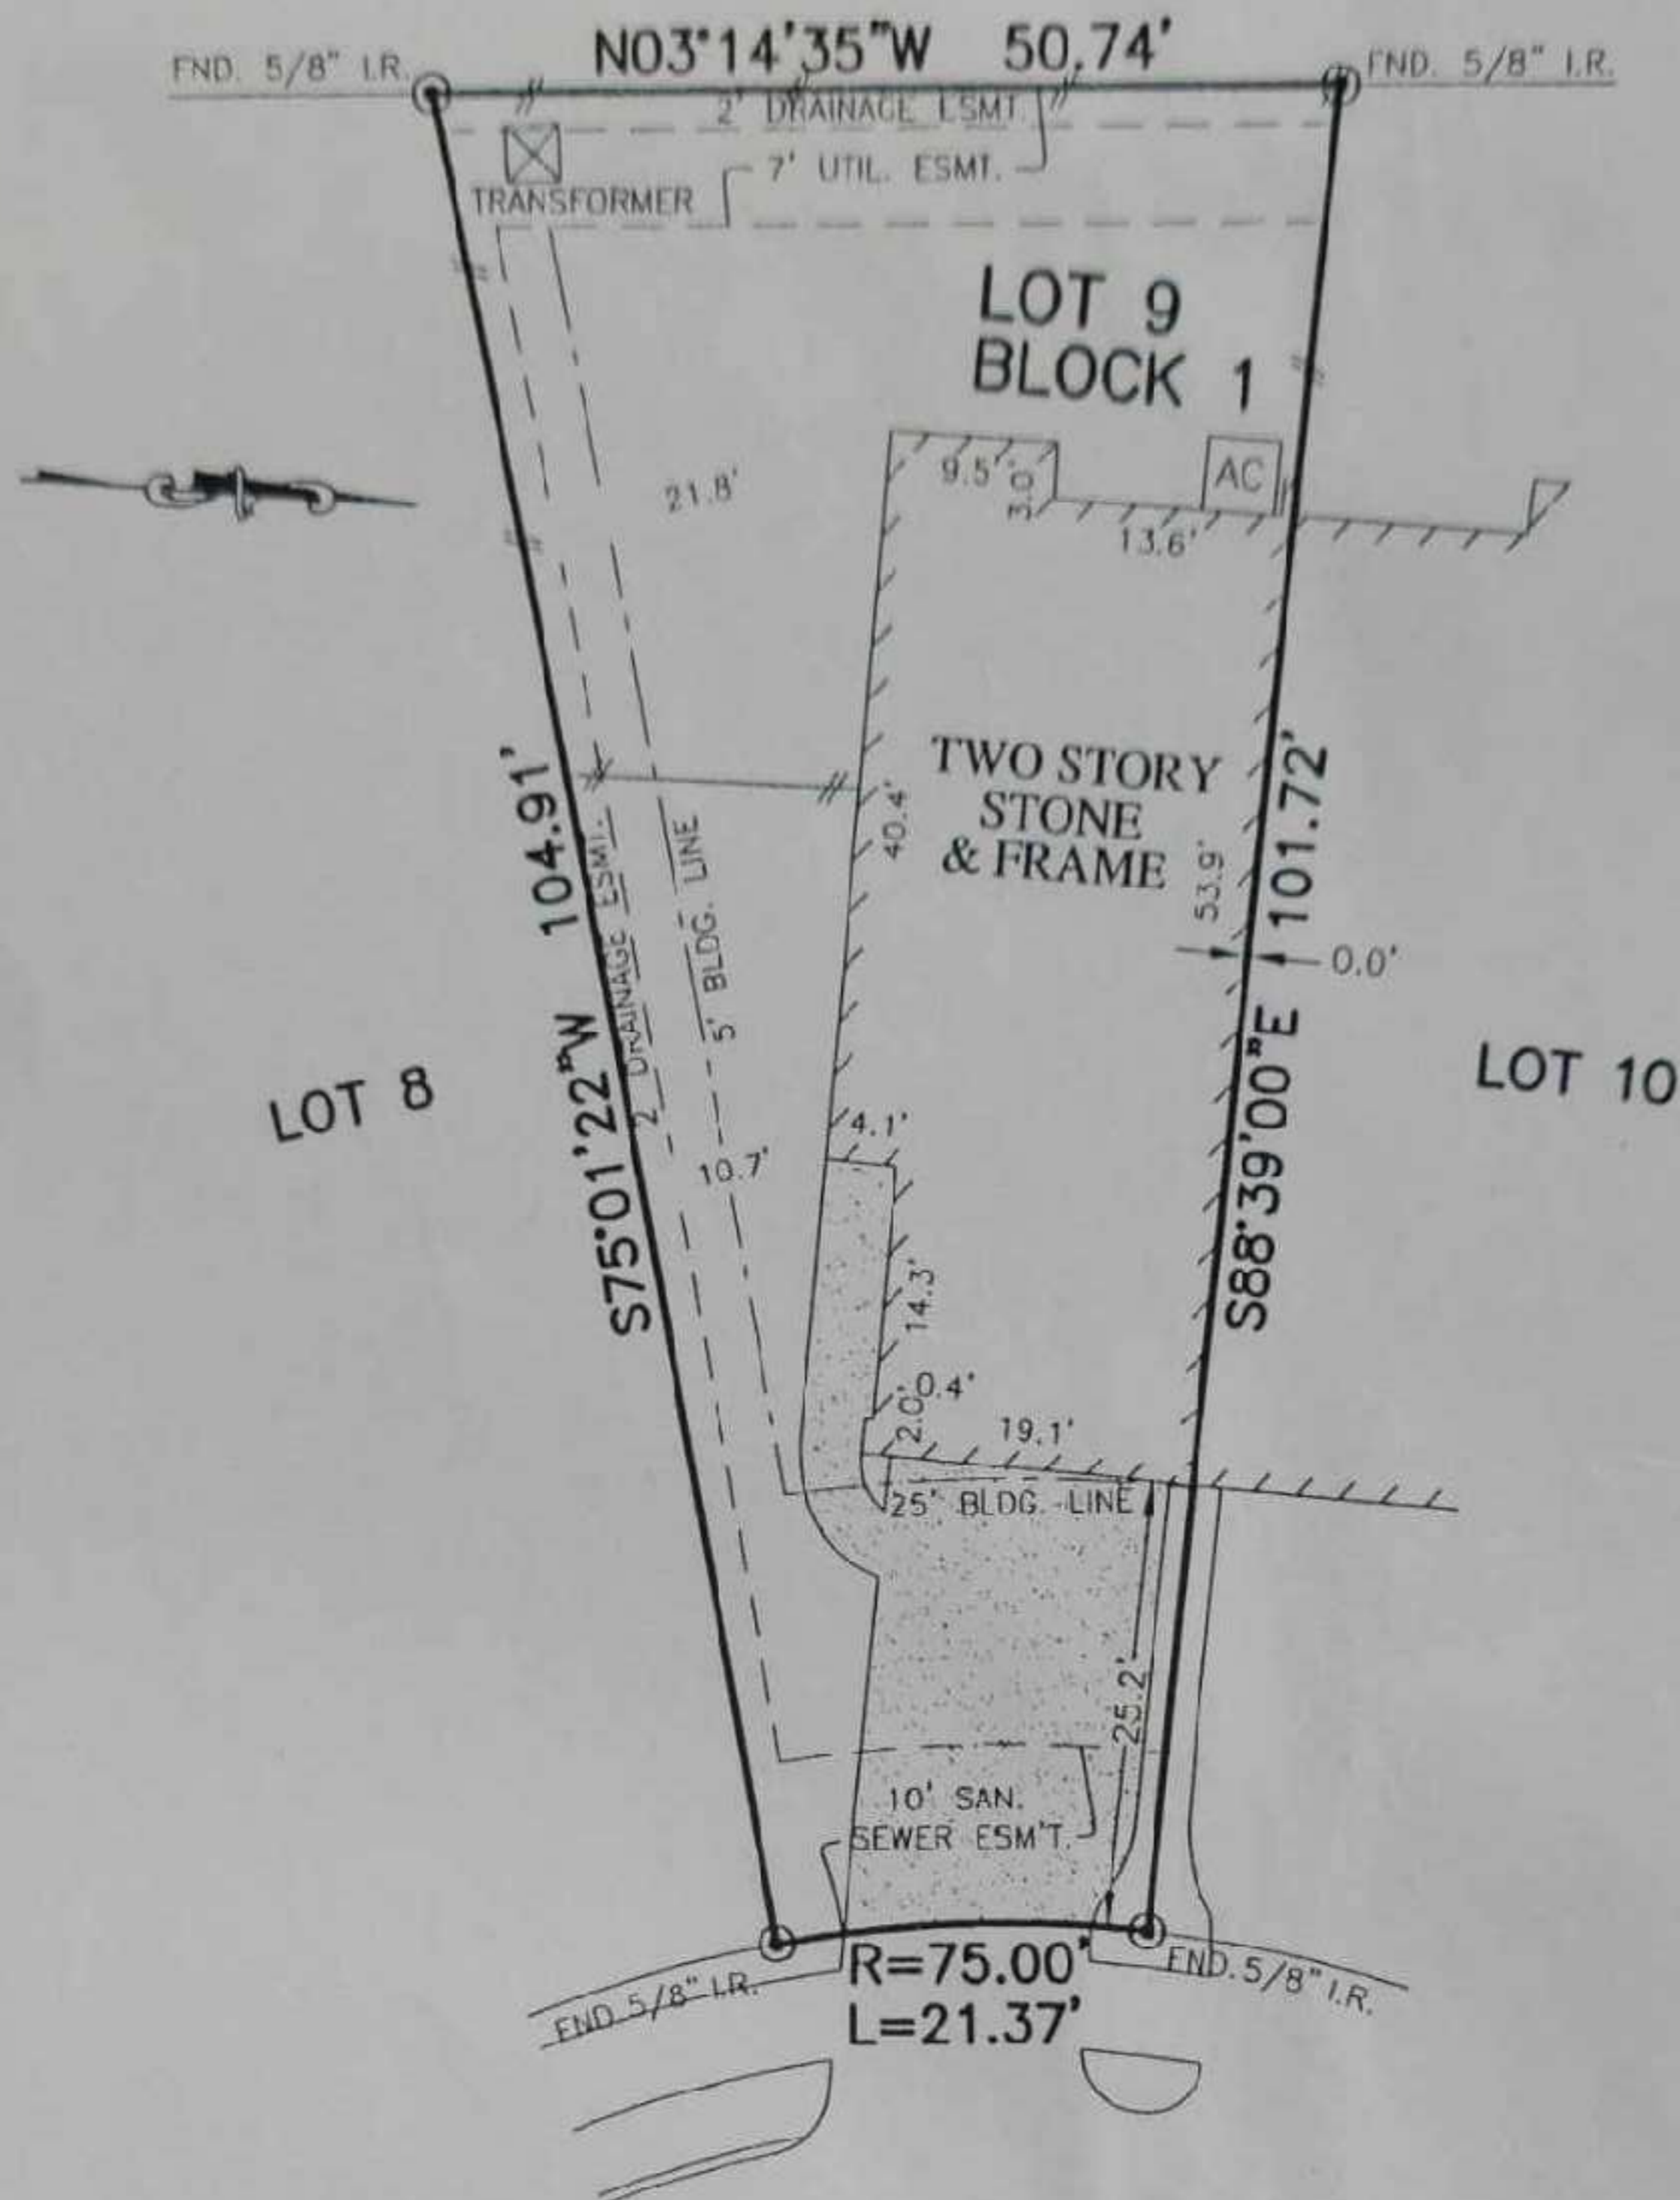 N03°14'35"W 50.74'
FND. 5/8" I.R.
FND. 5/8" I.R.
2' DRAINAGE ESMT.
7' UTIL. ESMT.
TRANSFORMER
LOT 9
BLOCK 1
9.5'
3.0'
AC
13.6'
21.8'
TWO STORY
STONE
& FRAME
40.4'
53.9'
S88°39'00"E 101.72'
0.0'
S75°01'22"W 104.91'
2' DRAINAGE ESMT.
5' BLDG. LINE
LOT 8
LOT 10
4.1'
10.7'
14.3'
0.4'
2.0'
19.1'
25' BLDG. LINE
25.2'
10' SAN.
SEWER ESM'T.
R=75.00'
L=21.37'
FND. 5/8" I.R.
FND. 5/8" I.R.